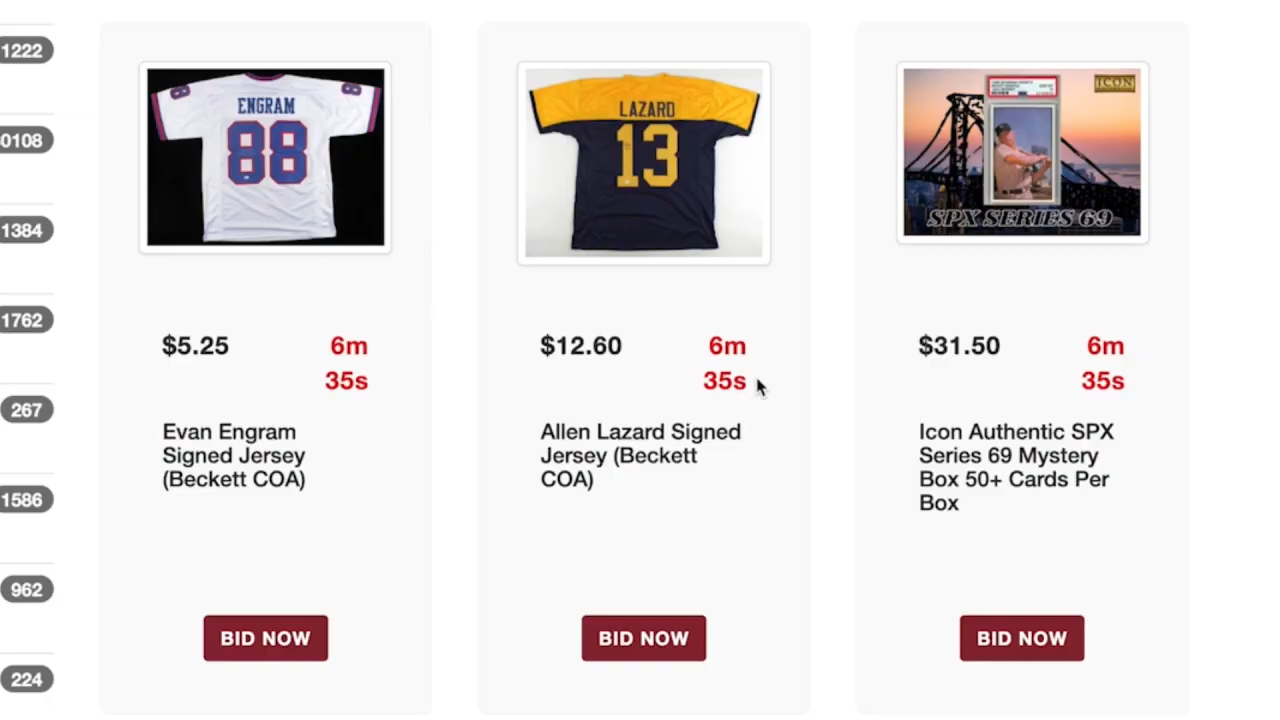 1222
0108
1384
1762
267
1586
962
224
ENGRAM
88
8
8
$5.25
6m
35s
Evan Engram
Signed Jersey
(Beckett COA)
BID NOW
LAZARD
13
$12.60
6m
35s
Allen Lazard Signed
Jersey (Beckett
COA)
BID NOW
ICON
SPX SERIES 69
$31.50
6m
35s
Icon Authentic SPX
Series 69 Mystery
Box 50+ Cards Per
Box
BID NOW